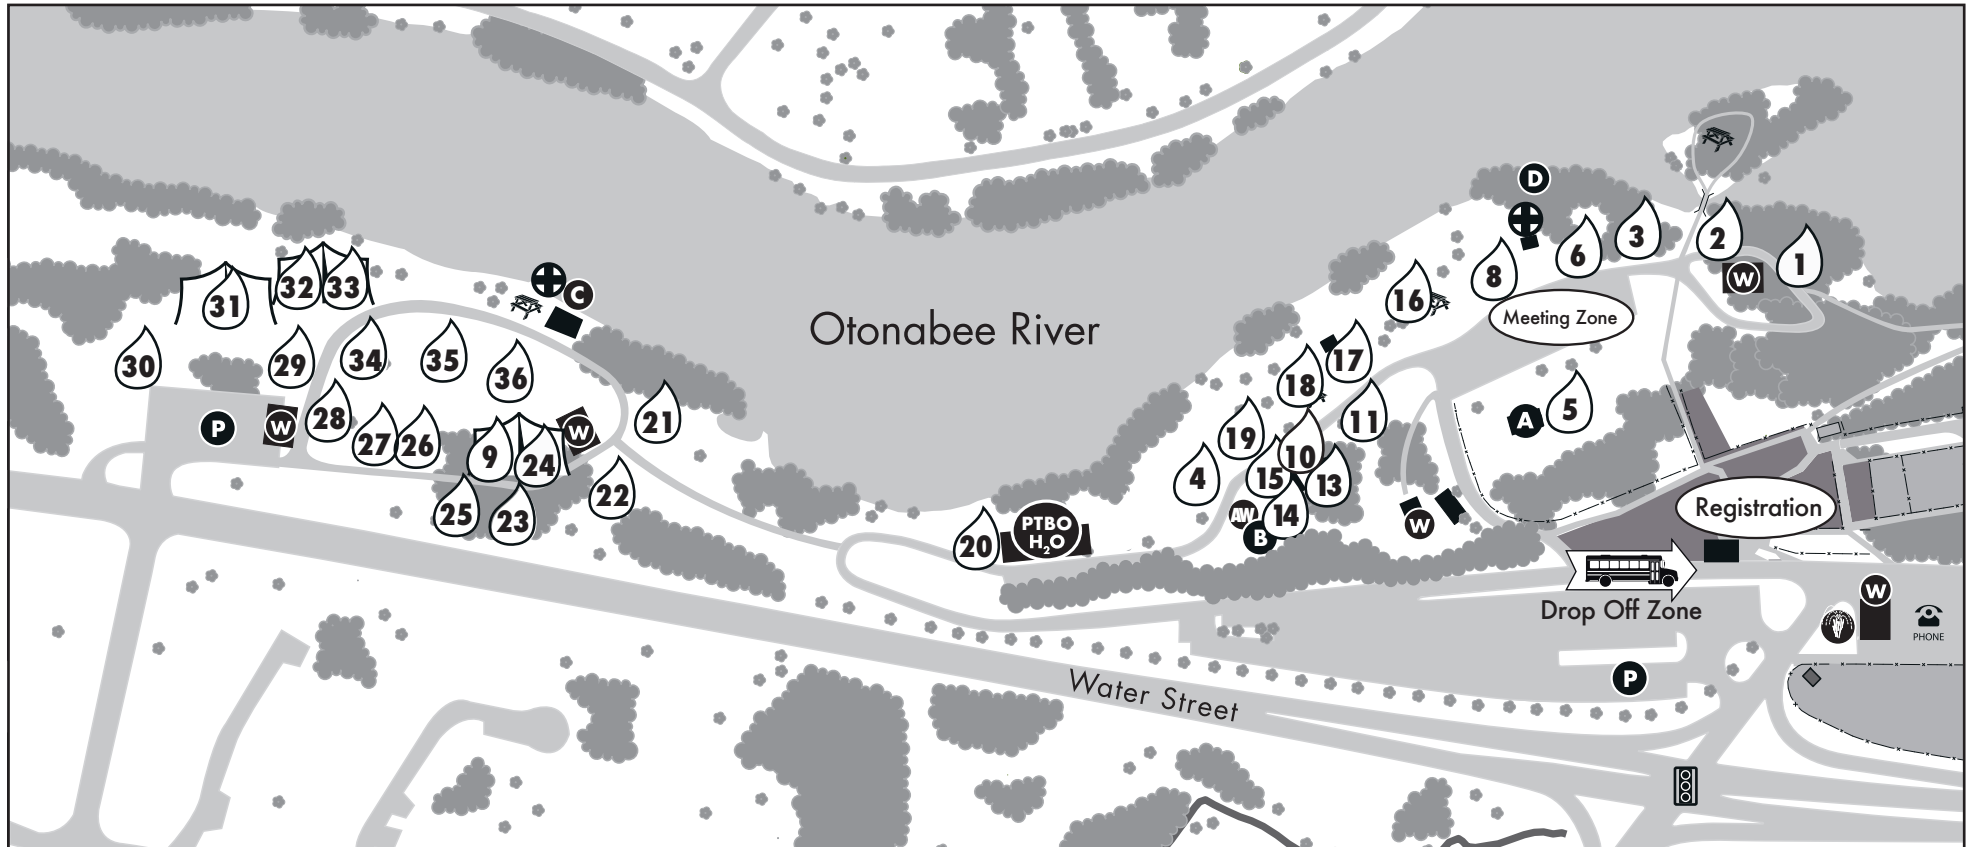 D
3
2
1
6
W
8
16
Meeting Zone
32
33
31
C
Otonabee River
17
18
30
29
34
35
36
A
5
28
21
11
P
W
27
26
9
24
W
19
10
4
15
13
25
23
22
AW
14
W
Registration
B
20
PTBO
H2O
Drop Off Zone
W
PHONE
P
Water Street